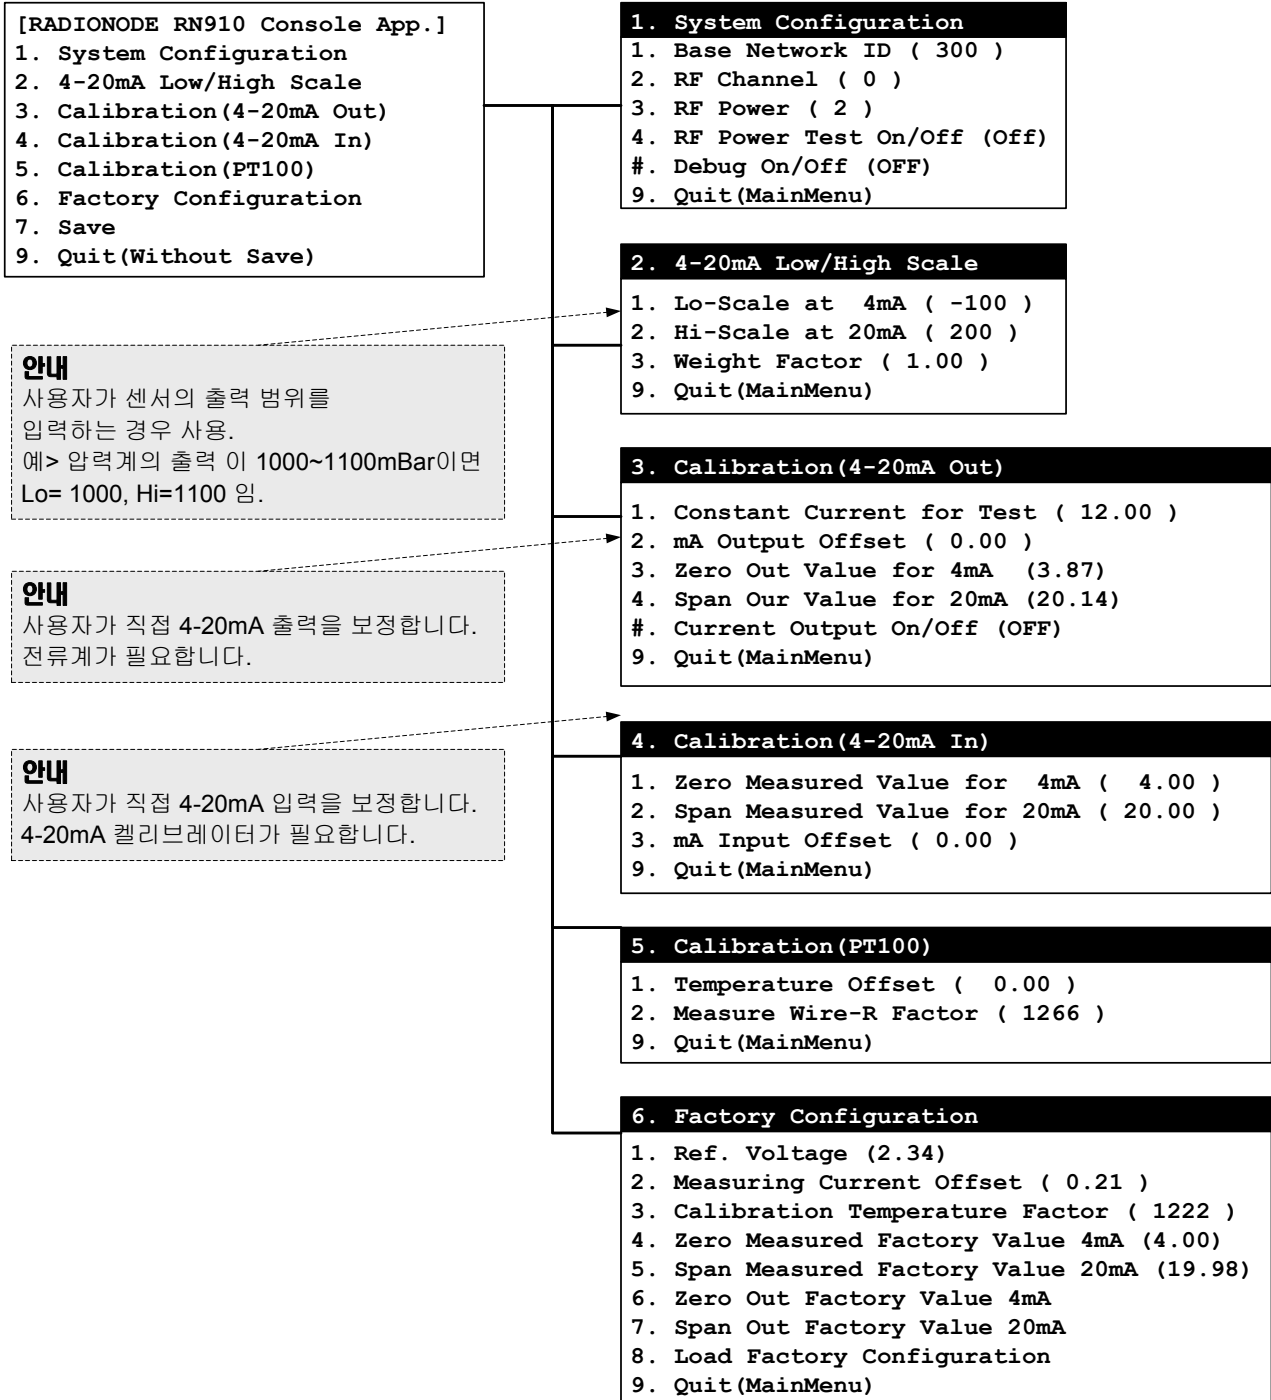 [RADIONODE RN910 Console App.]
1. System Configuration
2. 4-20mA Low/High Scale
3. Calibration(4-20mA Out)
4. Calibration(4-20mA In)
5. Calibration(PT100)
6. Factory Configuration
7. Save
9. Quit(Without Save)
1. System Configuration
1. Base Network ID ( 300 )
2. RF Channel ( 0 )
3. RF Power ( 2 )
4. RF Power Test On/Off (Off)
#. Debug On/Off (OFF)
9. Quit(MainMenu)
2. 4-20mA Low/High Scale
1. Lo-Scale at  4mA ( -100 )
2. Hi-Scale at 20mA ( 200 )
3. Weight Factor ( 1.00 )
9. Quit(MainMenu)
안내
사용자가 센서의 출력 범위를
입력하는 경우 사용.
예> 압력계의 출력 이 1000~1100mBar이면
Lo= 1000, Hi=1100 임.
3. Calibration(4-20mA Out)
1. Constant Current for Test ( 12.00 )
2. mA Output Offset ( 0.00 )
3. Zero Out Value for 4mA  (3.87)
4. Span Our Value for 20mA (20.14)
#. Current Output On/Off (OFF)
9. Quit(MainMenu)
안내
사용자가 직접 4-20mA 출력을 보정합니다.
전류계가 필요합니다.
4. Calibration(4-20mA In)
1. Zero Measured Value for  4mA (  4.00 )
2. Span Measured Value for 20mA ( 20.00 )
3. mA Input Offset ( 0.00 )
9. Quit(MainMenu)
안내
사용자가 직접 4-20mA 입력을 보정합니다.
4-20mA 켈리브레이터가 필요합니다.
5. Calibration(PT100)
1. Temperature Offset (  0.00 )
2. Measure Wire-R Factor ( 1266 )
9. Quit(MainMenu)
6. Factory Configuration
1. Ref. Voltage (2.34)
2. Measuring Current Offset ( 0.21 )
3. Calibration Temperature Factor ( 1222 )
4. Zero Measured Factory Value 4mA (4.00)
5. Span Measured Factory Value 20mA (19.98)
6. Zero Out Factory Value 4mA
7. Span Out Factory Value 20mA
8. Load Factory Configuration
9. Quit(MainMenu)